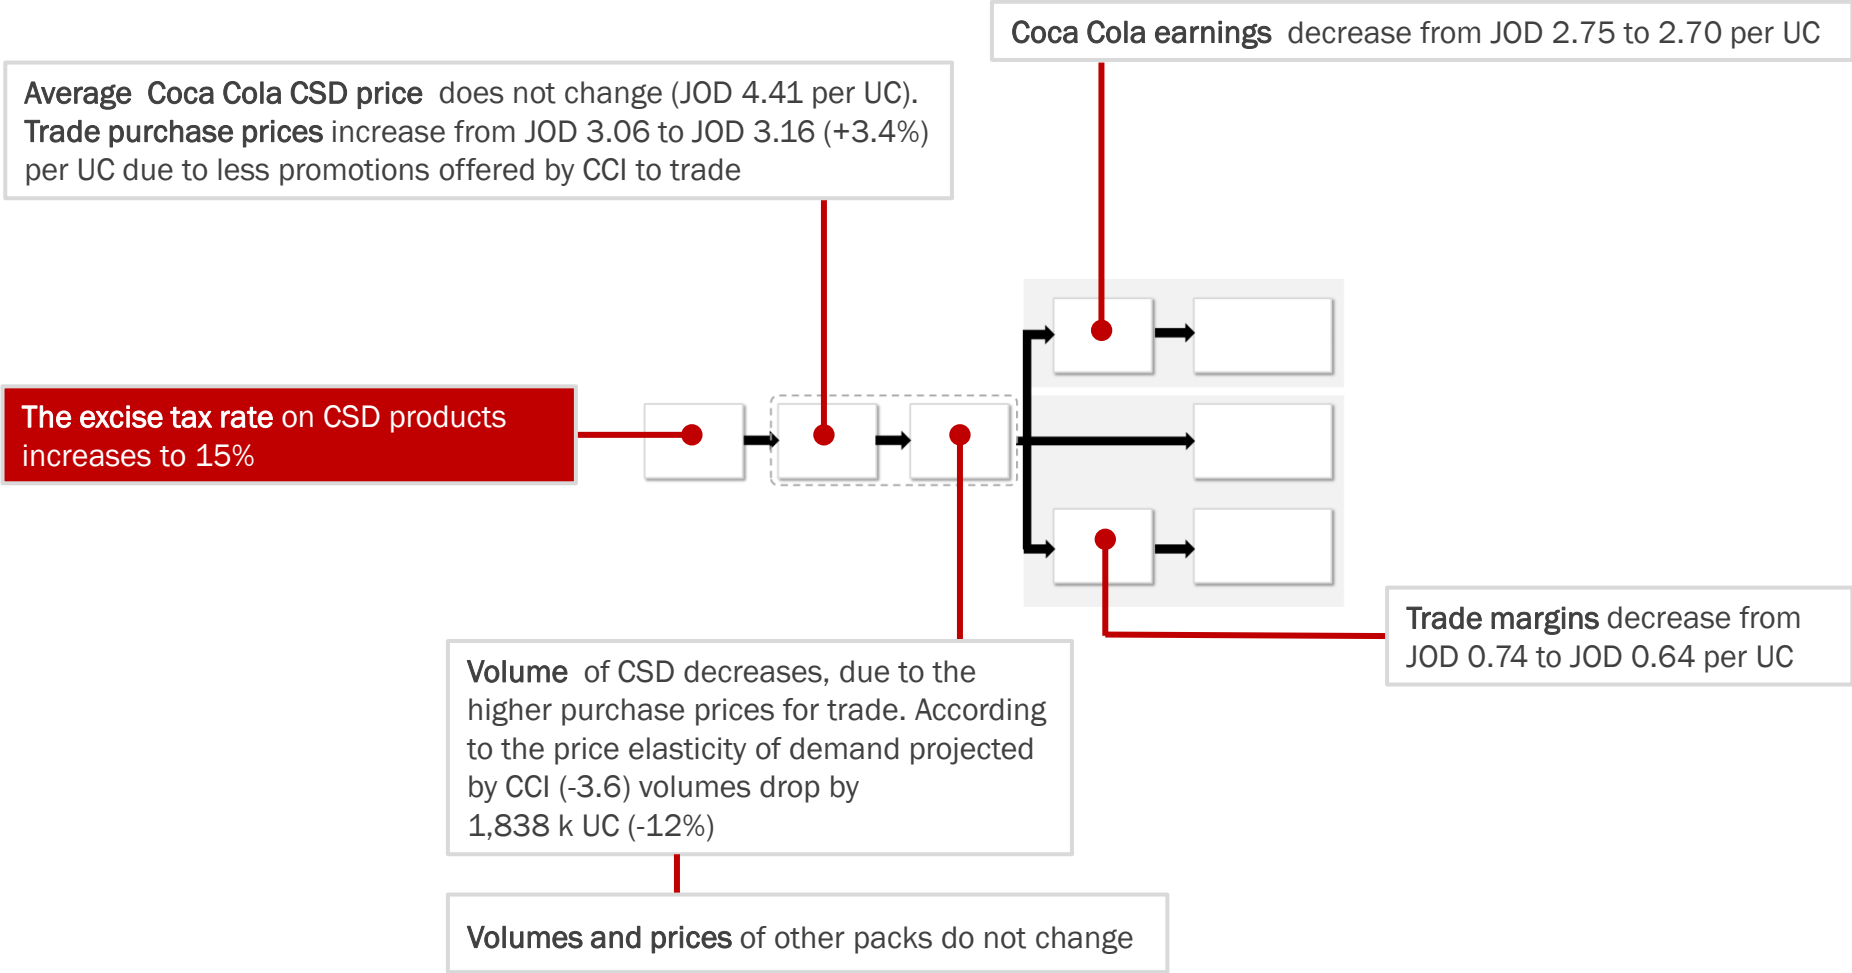 Coca Cola earnings decrease from JOD 2.75 to 2.70 per UC
Average Coca Cola CSD price does not change (JOD 4.41 per UC).
Trade purchase prices increase from JOD 3.06 to JOD 3.16 (+3.4%)
per UC due to less promotions offered by CCI to trade
The excise tax rate on CSD products
increases to 15%
Trade margins decrease from
JOD 0.74 to JOD 0.64 per UC
Volume of CSD decreases, due to the
higher purchase prices for trade. According
to the price elasticity of demand projected
by CCI (-3.6) volumes drop by
1,838 k UC (-12%)
Volumes and prices of other packs do not change